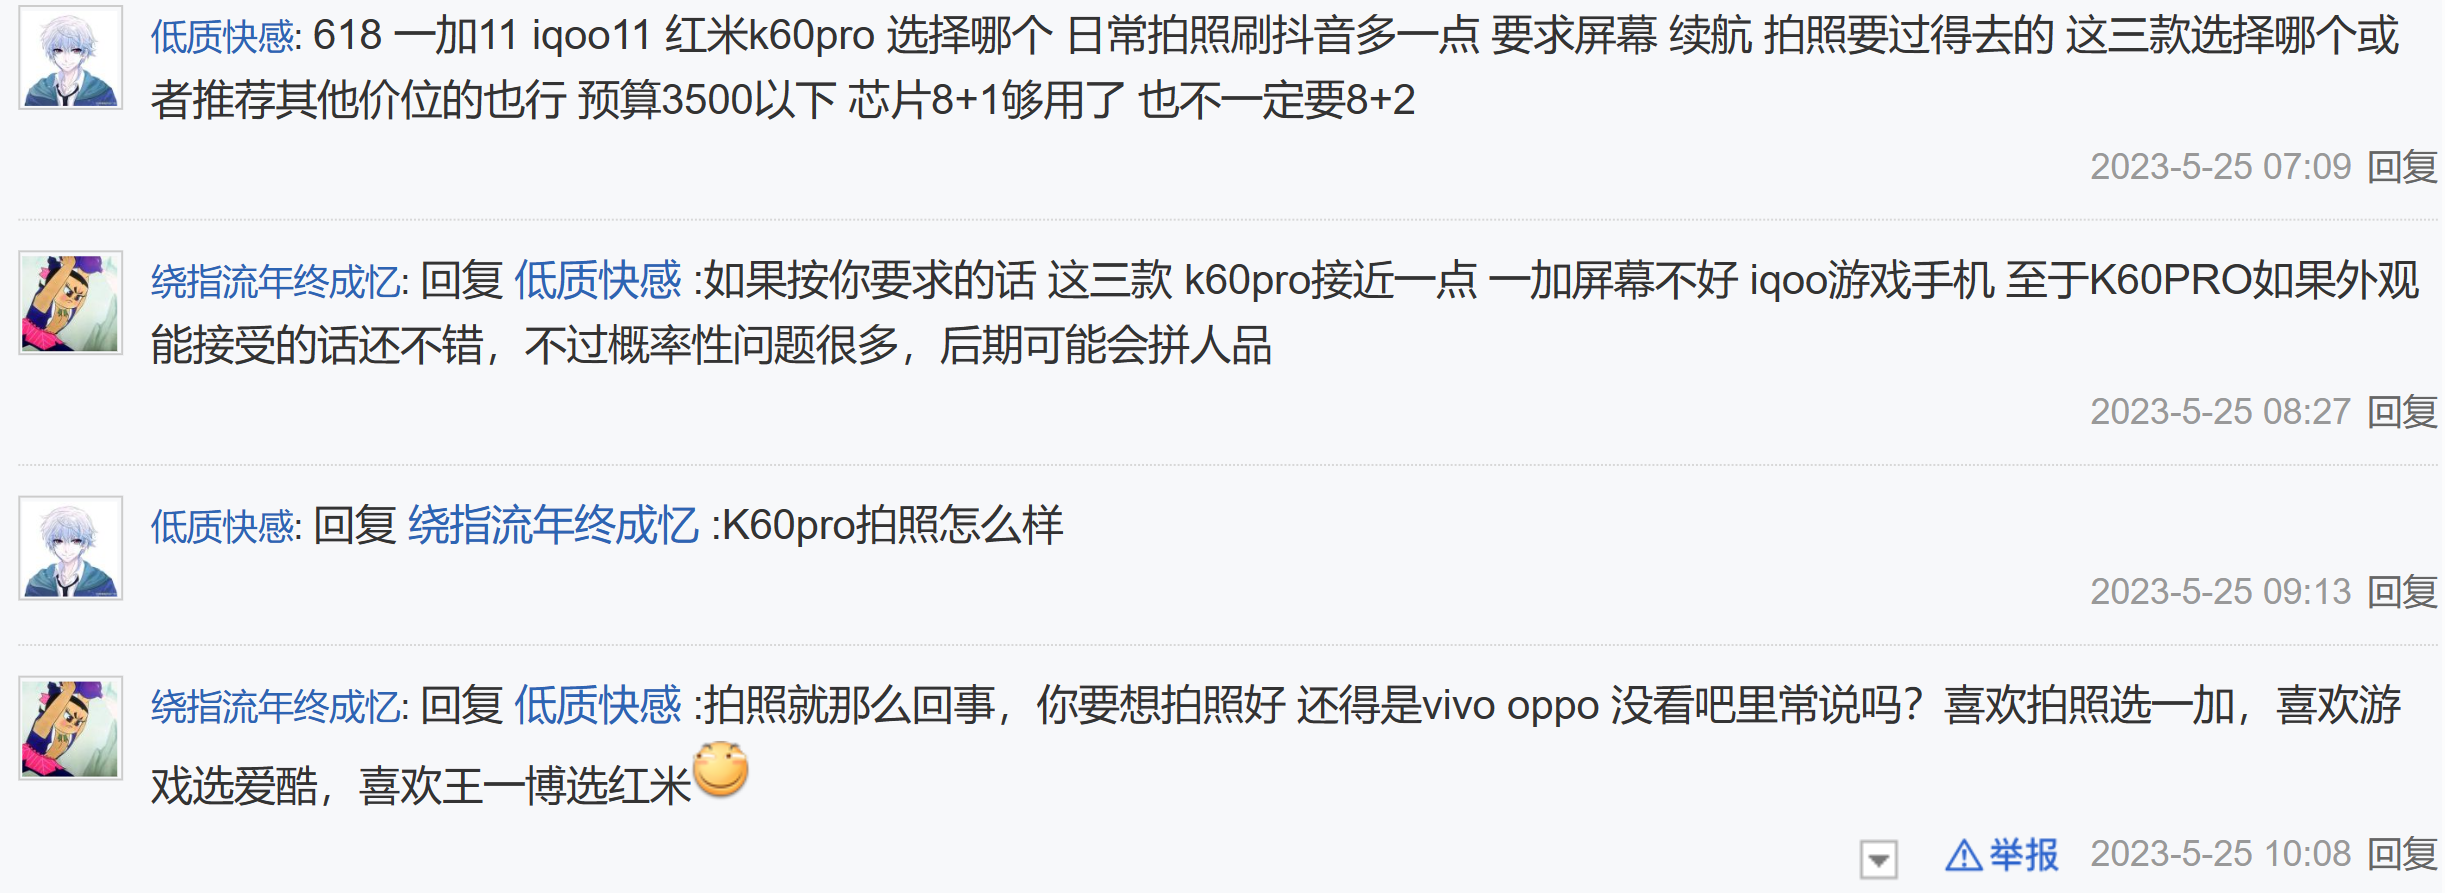 低质快感: 618 一加11 iqoo11 红米k60pro 选择哪个 日常拍照刷抖音多一点 要求屏幕 续航 拍照要过得去的 这三款选择哪个或
者推荐其他价位的也行 预算3500以下 芯片8+1够用了 也不一定要8+2
2023-5-25 07:09 回复
绕指流年终成忆: 回复 低质快感 :如果按你要求的话 这三款 k60pro接近一点 一加屏幕不好 iqoo游戏手机 至于K60PRO如果外观
能接受的话还不错，不过概率性问题很多，后期可能会拼人品
2023-5-25 08:27 回复
低质快感: 回复 绕指流年终成忆 :K60pro拍照怎么样
2023-5-25 09:13 回复
绕指流年终成忆: 回复 低质快感 :拍照就那么回事，你要想拍照好 还得是vivo oppo 没看吧里常说吗？喜欢拍照选一加，喜欢游
戏选爱酷，喜欢王一博选红米
举报 2023-5-25 10:08 回复